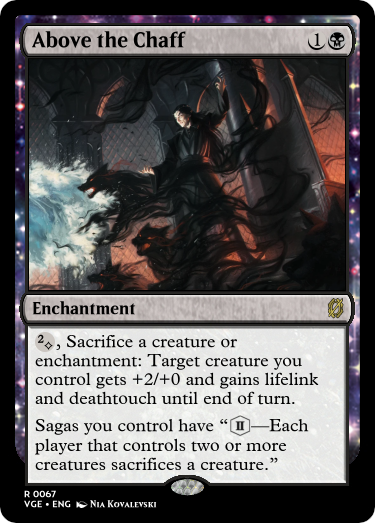 Above the Chaff 1
Enchantment
2, Sacrifice a creature or
enchantment: Target creature you
control gets +2/+0 and gains lifelink
and deathtouch until end of turn.
Sagas you control have “II—Each
player that controls two or more
creatures sacrifices a creature.”
R 0067
VGE • ENG Nia Kovalevski